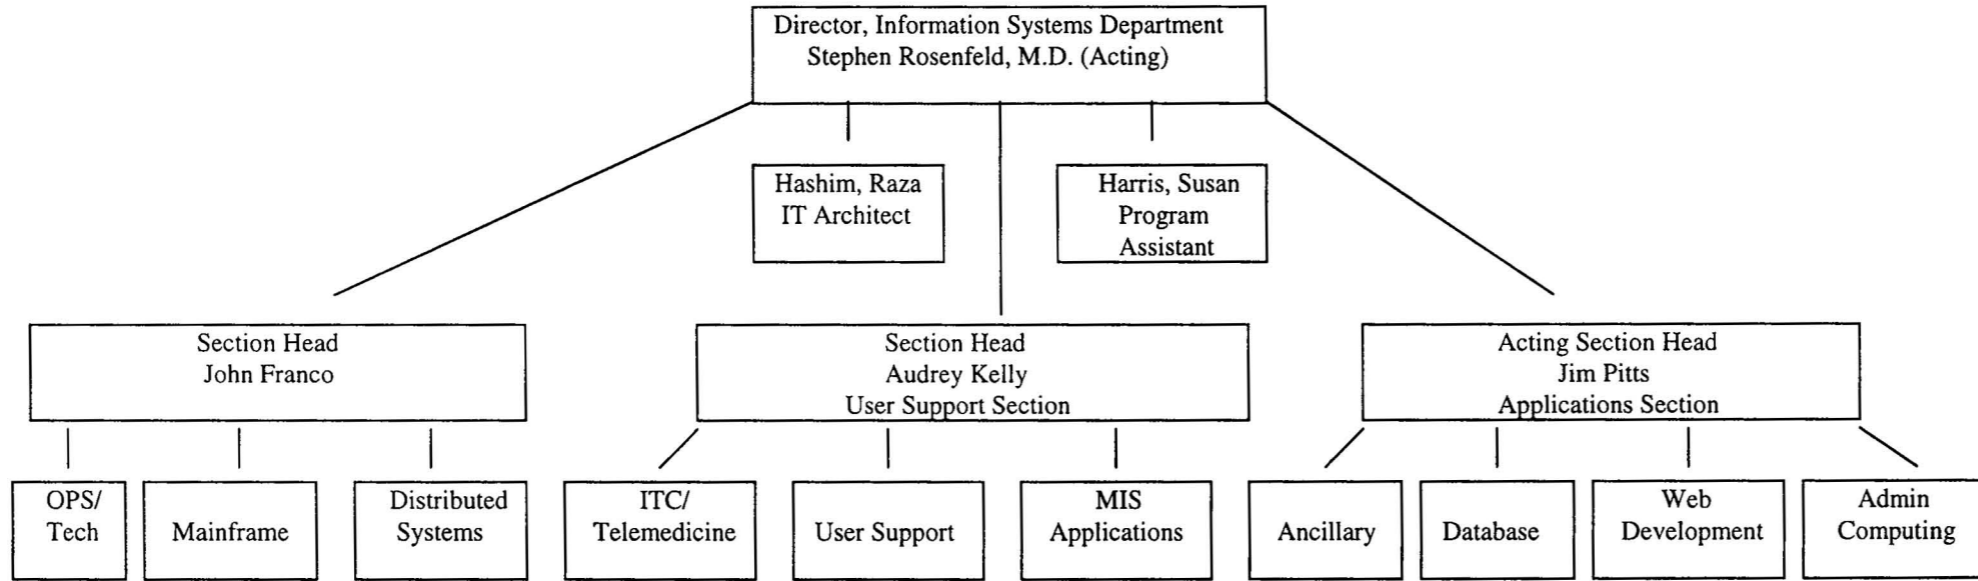 Director, Information Systems Department
Stephen Rosenfeld, M.D. (Acting)
Hashim, Raza
IT Architect
Harris, Susan
Program
Assistant
Section Head
John Franco
Section Head
Audrey Kelly
User Support Section
Acting Section Head
Jim Pitts
Applications Section
OPS/
Tech
Mainframe
Distributed
Systems
ITC/
Telemedicine
User Support
MIS
Applications
Ancillary
Database
Web
Development
Admin
Computing